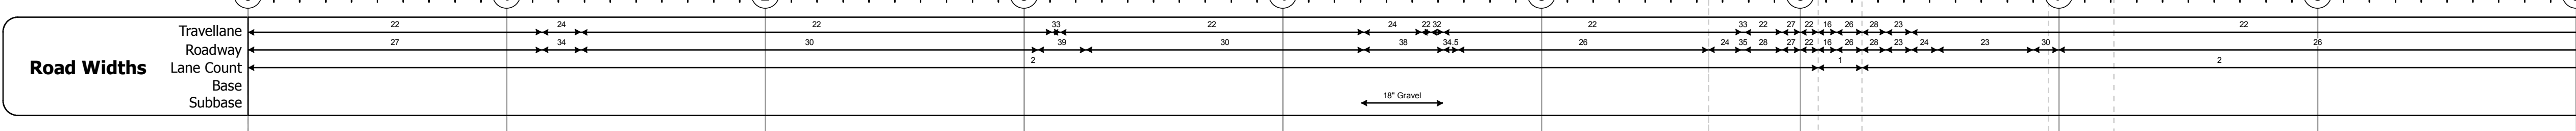 Road Widths
Travellane 22 24 22 33 22 24 22 32 22 33 22 27 22 16 26 28 23 22
Roadway 27 34 30 39 30 38 34.5 26 24 35 28 27 22 16 26 28 23 24 23 30 26
Lane Count 2 1 2
Base
Subbase 18" Gravel